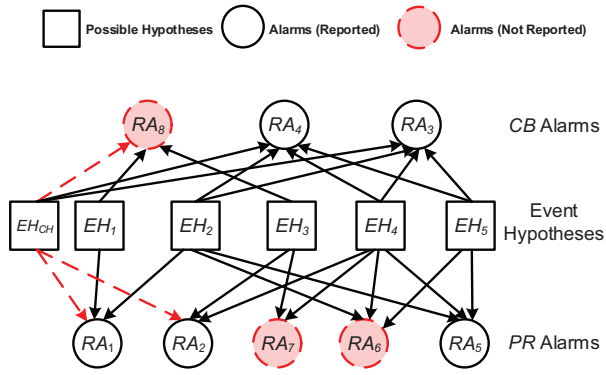 Possible Hypotheses Alarms (Reported) Alarms (Not Reported)
RA8 RA4 RA3 CB Alarms
EHCH EH1 EH2 EH3 EH4 EH5 Event
Hypotheses
RA1 RA2 RA7 RA6 RA5 PR Alarms